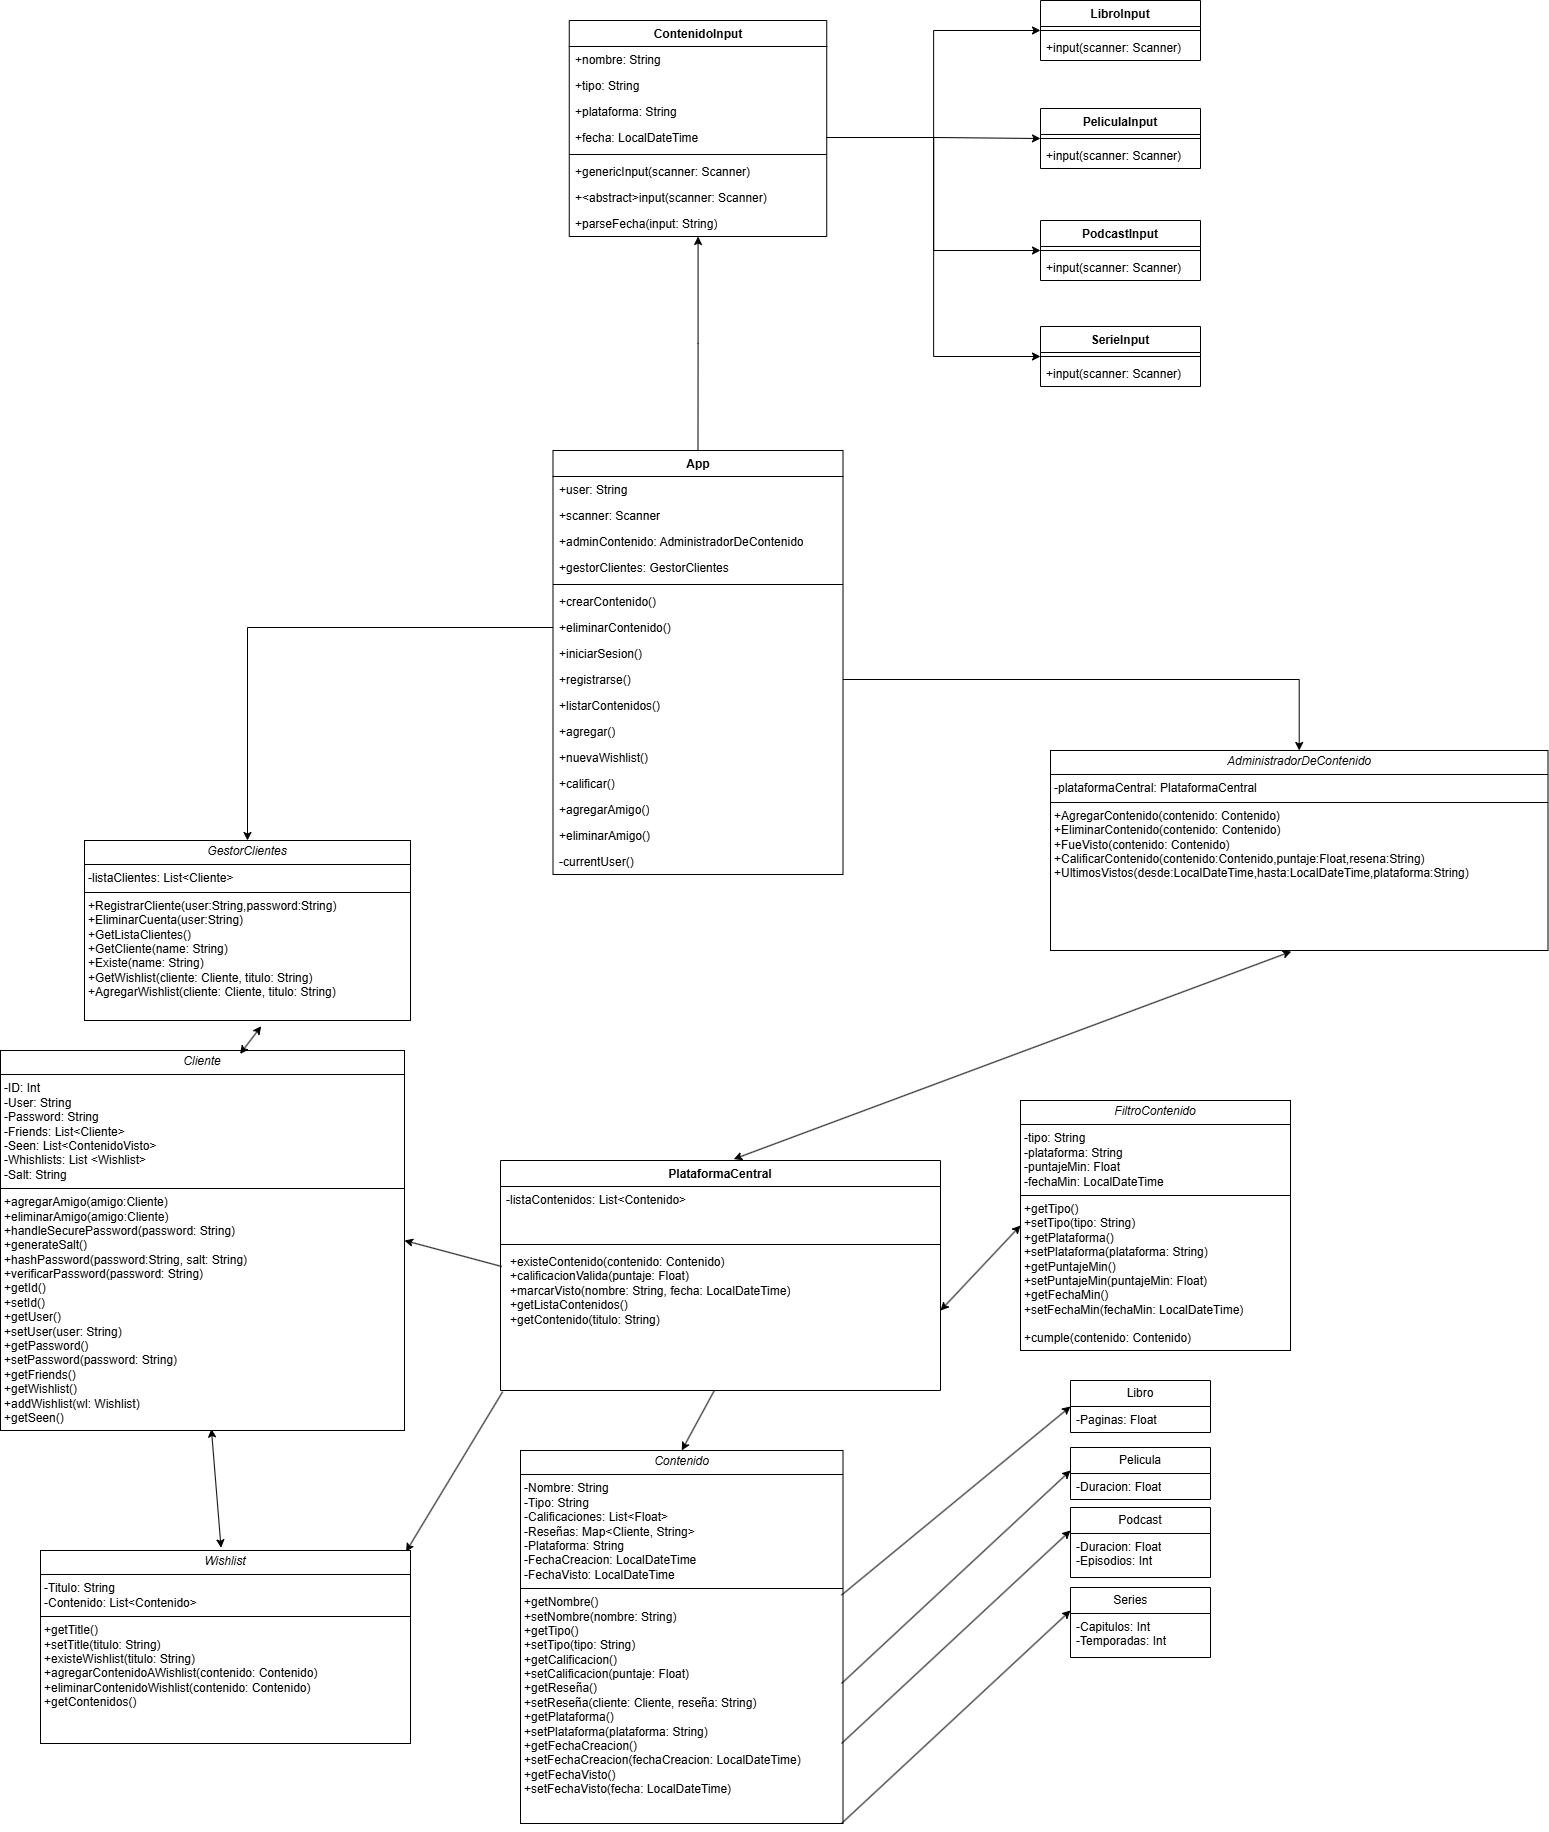 ContenidoInput
+nombre: String
+tipo: String
+plataforma: String
+fecha: LocalDateTime
+genericInput(scanner: Scanner)
+<abstract>input(scanner: Scanner)
+parseFecha(input: String)
LibroInput
+input(scanner: Scanner)
PeliculaInput
+input(scanner: Scanner)
PodcastInput
+input(scanner: Scanner)
SerieInput
+input(scanner: Scanner)
App
+user: String
+scanner: Scanner
+adminContenido: AdministradorDeContenido
+gestorClientes: GestorClientes
+crearContenido()
+eliminarContenido()
+iniciarSesion()
+registrarse()
+listarContenidos()
+agregar()
+nuevaWishlist()
+calificar()
+agregarAmigo()
+eliminarAmigo()
-currentUser()
AdministradorDeContenido
-plataformaCentral: PlataformaCentral
+AgregarContenido(contenido: Contenido)
+EliminarContenido(contenido: Contenido)
+FueVisto(contenido: Contenido)
+CalificarContenido(contenido:Contenido,puntaje:Float,resena:String)
+UltimosVistos(desde:LocalDateTime,hasta:LocalDateTime,plataforma:String)
GestorClientes
-listaClientes: List<Cliente>
+RegistrarCliente(user:String,password:String)
+EliminarCuenta(user:String)
+GetListaClientes()
+GetCliente(name: String)
+Existe(name: String)
+GetWishlist(cliente: Cliente, titulo: String)
+AgregarWishlist(cliente: Cliente, titulo: String)
Cliente
-ID: Int
-User: String
-Password: String
-Friends: List<Cliente>
-Seen: List<ContenidoVisto>
-Whishlists: List <Wishlist>
-Salt: String
+agregarAmigo(amigo:Cliente)
+eliminarAmigo(amigo:Cliente)
+handleSecurePassword(password: String)
+generateSalt()
+hashPassword(password:String, salt: String)
+verificarPassword(password: String)
+getId()
+setId()
+getUser()
+setUser(user: String)
+getPassword()
+setPassword(password: String)
+getFriends()
+getWishlist()
+addWishlist(wl: Wishlist)
+getSeen()
PlataformaCentral
-listaContenidos: List<Contenido>
+existeContenido(contenido: Contenido)
+calificacionValida(puntaje: Float)
+marcarVisto(nombre: String, fecha: LocalDateTime)
+getListaContenidos()
+getContenido(titulo: String)
FiltroContenido
-tipo: String
-plataforma: String
-puntajeMin: Float
-fechaMin: LocalDateTime
+getTipo()
+setTipo(tipo: String)
+getPlataforma()
+setPlataforma(plataforma: String)
+getPuntajeMin()
+setPuntajeMin(puntajeMin: Float)
+getFechaMin()
+setFechaMin(fechaMin: LocalDateTime)
+cumple(contenido: Contenido)
Libro
-Paginas: Float
Pelicula
-Duracion: Float
Podcast
-Duracion: Float
-Episodios: Int
Series
-Capitulos: Int
-Temporadas: Int
Contenido
-Nombre: String
-Tipo: String
-Calificaciones: List<Float>
-Reseñas: Map<Cliente, String>
-Plataforma: String
-FechaCreacion: LocalDateTime
-FechaVisto: LocalDateTime
+getNombre()
+setNombre(nombre: String)
+getTipo()
+setTipo(tipo: String)
+getCalificacion()
+setCalificacion(puntaje: Float)
+getReseña()
+setReseña(cliente: Cliente, reseña: String)
+getPlataforma()
+setPlataforma(plataforma: String)
+getFechaCreacion()
+setFechaCreacion(fechaCreacion: LocalDateTime)
+getFechaVisto()
+setFechaVisto(fecha: LocalDateTime)
Wishlist
-Titulo: String
-Contenido: List<Contenido>
+getTitle()
+setTitle(titulo: String)
+existeWishlist(titulo: String)
+agregarContenidoAWishlist(contenido: Contenido)
+eliminarContenidoWishlist(contenido: Contenido)
+getContenidos()